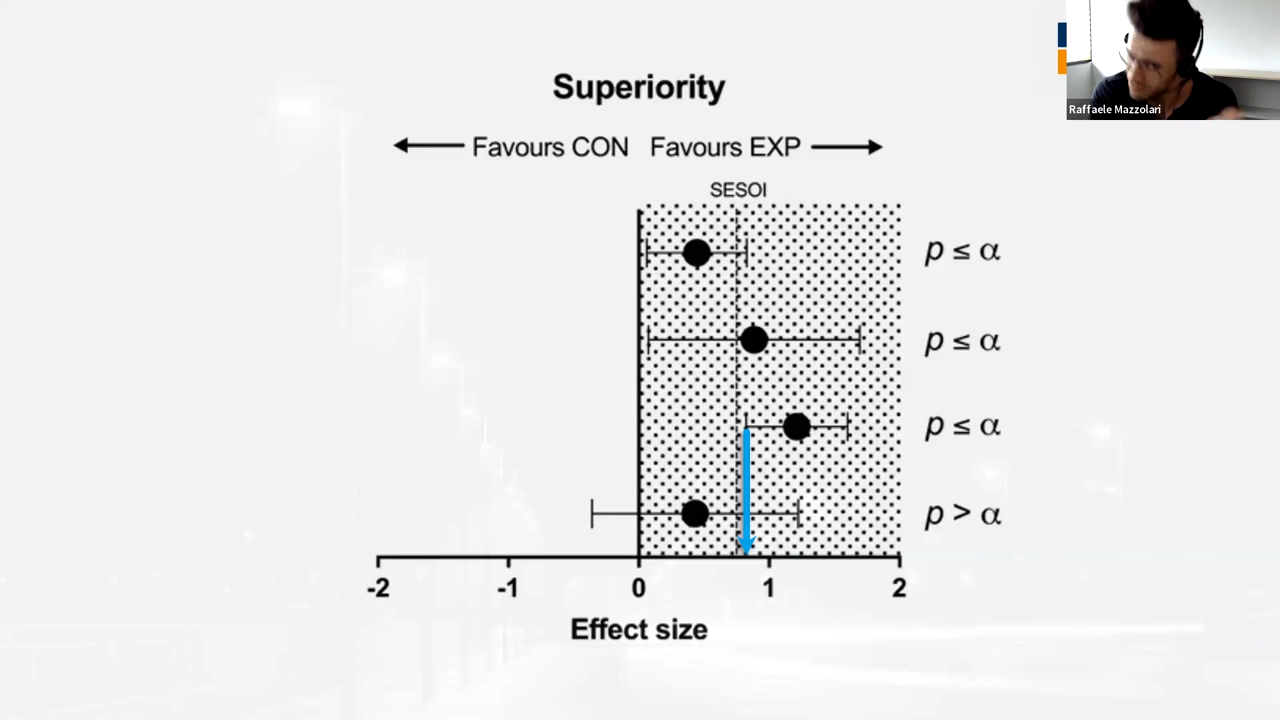 Raffaele Mazzolari
Superiority
Favours CON Favours EXP
SESOI
p ≤ α
p ≤ α
p ≤ α
p > α
-2 -1 0 1 2
Effect size